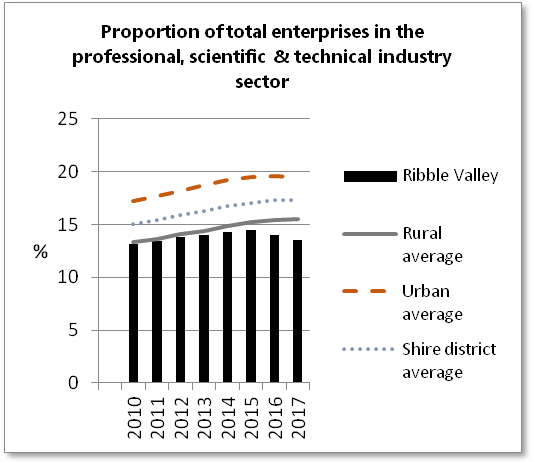 Proportion of total enterprises in the
professional, scientific & technical industry
sector
25
20
15
10
5
0
%
2010
2011
2012
2013
2014
2015
2016
2017
Ribble Valley
Rural
average
Urban
average
Shire district
average